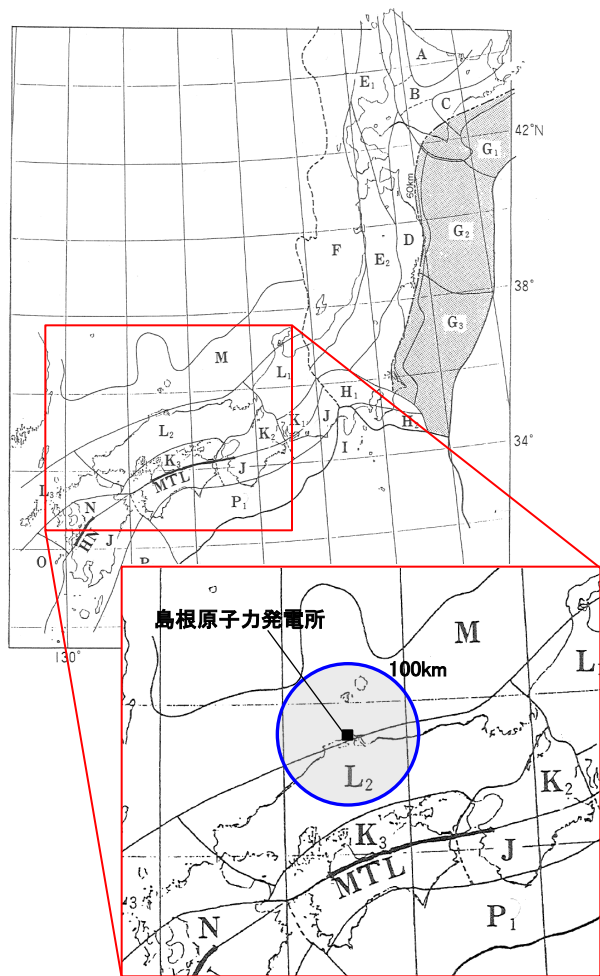 A
E₁
B
C
42°N
G₁
60km
G₂
D
F
E₂
38°
G₃
M
L₁
H₁
L₂
K₁
J
K₂
H₂
I
34°
K₃
MTL
J
L₃
P₁
N
HN
J
O
130°
島根原子力発電所
M
100km
L₂
K₂
K₃
J
MTL
P₁
N